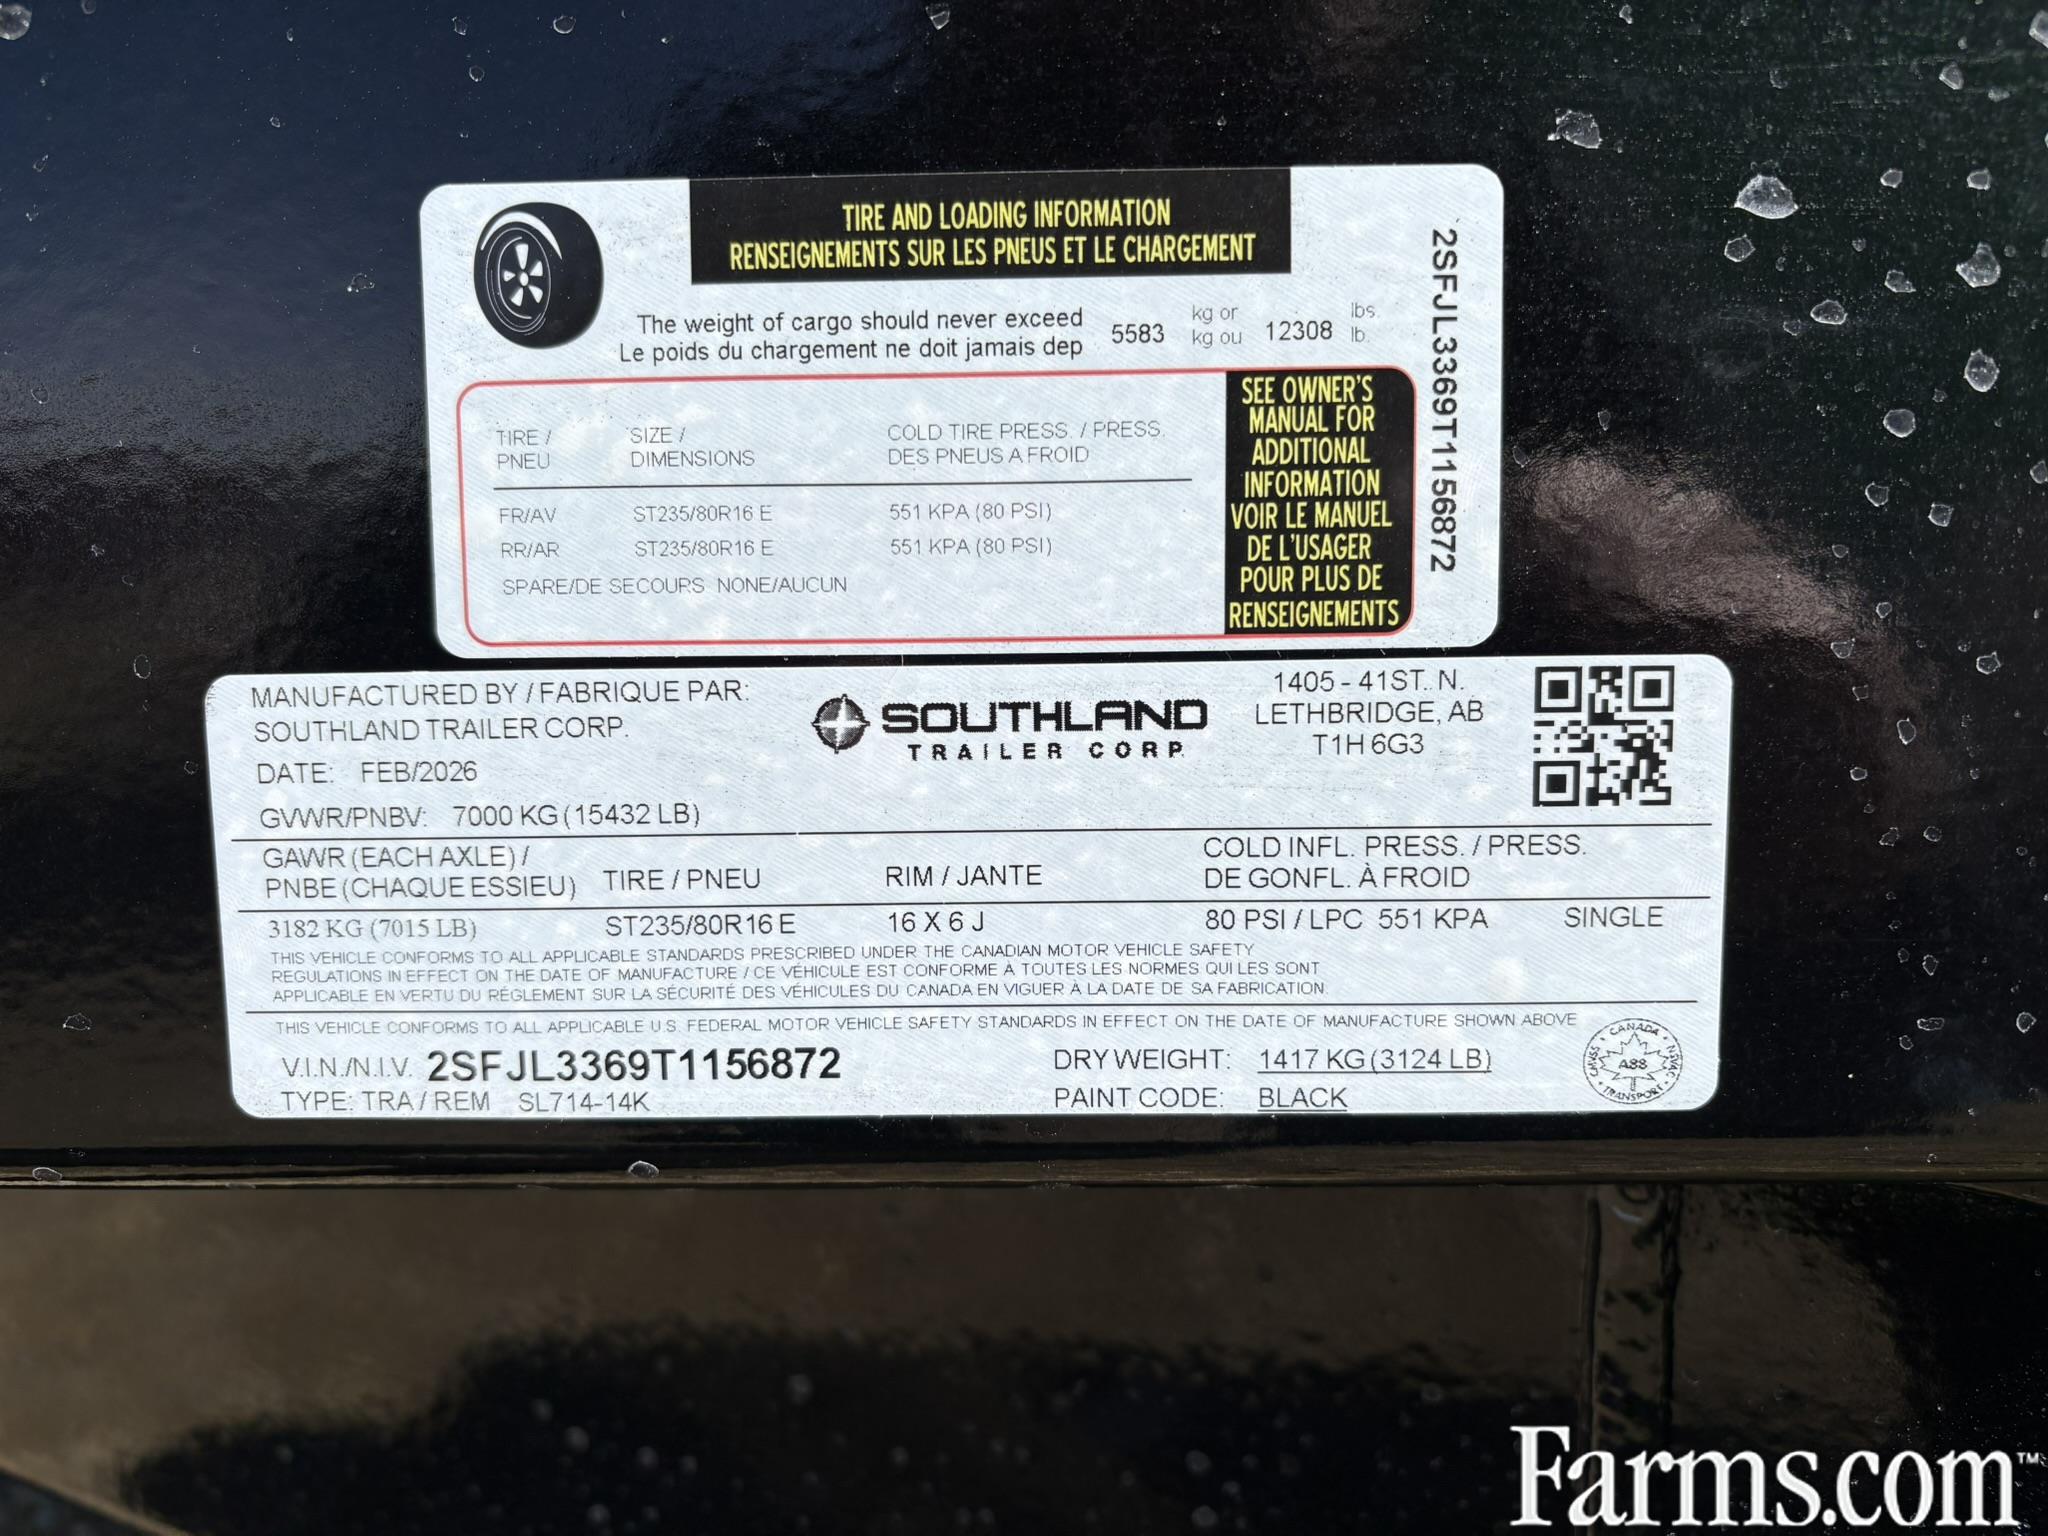 TIRE AND LOADING INFORMATION
RENSEIGNEMENTS SUR LES PNEUS ET LE CHARGEMENT
The weight of cargo should never exceed
Le poids du chargement ne doit jamais dep
5583 kg or 12308 lbs.
kg ou lb.
TIRE / SIZE / COLD TIRE PRESS. / PRESS.
PNEU DIMENSIONS DES PNEUS A FROID
FR/AV ST235/80R16 E 551 KPA (80 PSI)
RR/AR ST235/80R16 E 551 KPA (80 PSI)
SPARE/DE SECOURS NONE/AUCUN
SEE OWNER'S
MANUAL FOR
ADDITIONAL
INFORMATION
VOIR LE MANUEL
DE L'USAGER
POUR PLUS DE
RENSEIGNEMENTS
2SFJL3369T1156872
MANUFACTURED BY / FABRIQUE PAR:
SOUTHLAND TRAILER CORP.
DATE: FEB/2026
GVWR/PNBV: 7000 KG (15432 LB)
SOUTHLAND
TRAILER CORP.
1405 - 41ST. N.
LETHBRIDGE, AB
T1H 6G3
GAWR (EACH AXLE) /
PNBE (CHAQUE ESSIEU) TIRE / PNEU RIM / JANTE
COLD INFL. PRESS. / PRESS.
DE GONFL. À FROID
3182 KG (7015 LB) ST235/80R16 E 16 X 6 J 80 PSI / LPC 551 KPA SINGLE
THIS VEHICLE CONFORMS TO ALL APPLICABLE STANDARDS PRESCRIBED UNDER THE CANADIAN MOTOR VEHICLE SAFETY
REGULATIONS IN EFFECT ON THE DATE OF MANUFACTURE / CE VÉHICULE EST CONFORME À TOUTES LES NORMES QUI LES SONT
APPLICABLE EN VERTU DU RÉGLEMENT SUR LA SÉCURITÉ DES VÉHICULES DU CANADA EN VIGUER À LA DATE DE SA FABRICATION.
THIS VEHICLE CONFORMS TO ALL APPLICABLE U.S. FEDERAL MOTOR VEHICLE SAFETY STANDARDS IN EFFECT ON THE DATE OF MANUFACTURE SHOWN ABOVE
V.I.N./N.I.V. 2SFJL3369T1156872 DRY WEIGHT: 1417 KG (3124 LB)
TYPE: TRA / REM SL714-14K PAINT CODE: BLACK
CANADA
A88
TRANSPORT
Farms.com™